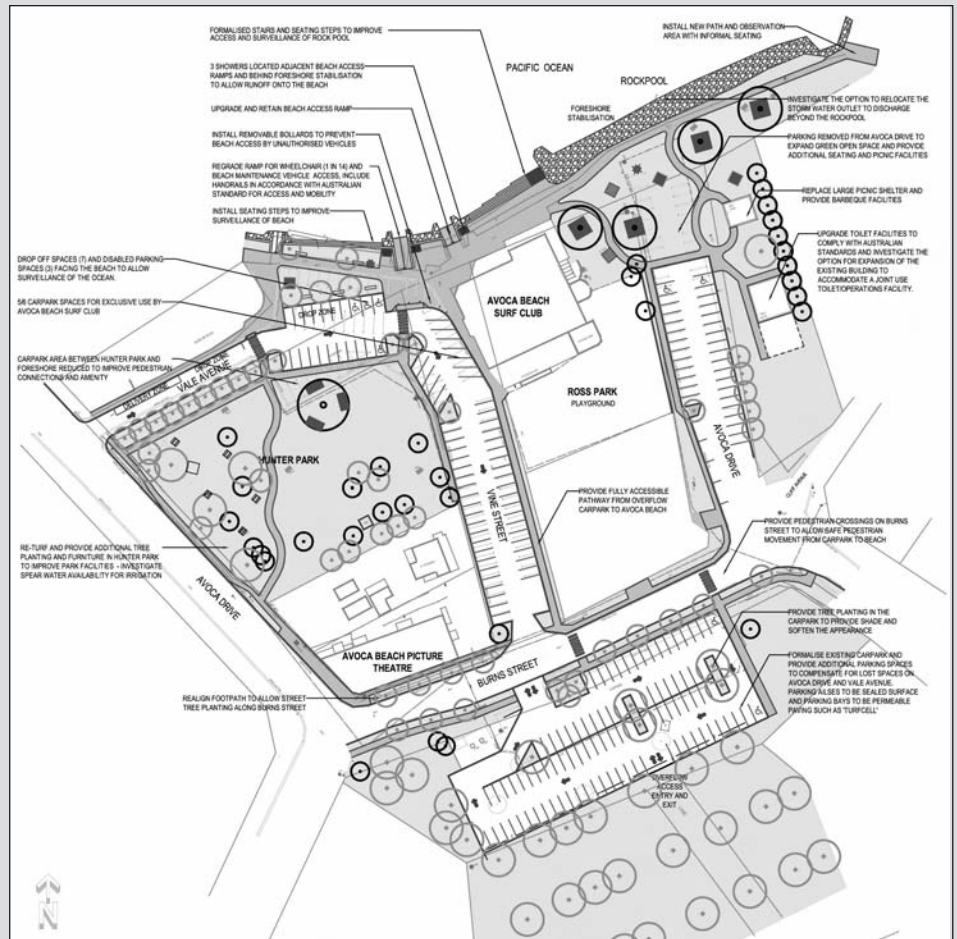 FORMALISED STAIRS AND SEATING STEPS TO IMPROVE
ACCESS AND SURVEILLANCE OF ROCK POOL
3 SHOWERS LOCATED ADJACENT BEACH ACCESS
RAMPS AND BEHIND FORESHORE STABILISATION
TO ALLOW RUNOFF ONTO THE BEACH
UPGRADE AND RETAIN BEACH ACCESS RAMP
INSTALL REMOVABLE BOLLARDS TO PREVENT
BEACH ACCESS BY UNAUTHORISED VEHICLES
REGRADE RAMP FOR WHEELCHAIR (1 IN 14) AND
BEACH MAINTENANCE VEHICLE ACCESS, INCLUDE
HANDRAILS IN ACCORDANCE WITH AUSTRALIAN
STANDARD FOR ACCESS AND MOBILITY
INSTALL SEATING STEPS TO IMPROVE
SURVEILLANCE OF BEACH
DROP OFF SPACES (7) AND DISABLED PARKING
SPACES (3) FACING THE BEACH TO ALLOW
SURVEILLANCE OF THE OCEAN.
5/6 CARPARK SPACES FOR EXCLUSIVE USE BY
AVOCA BEACH SURF CLUB
CARPARK AREA BETWEEN HUNTER PARK AND
FORESHORE REDUCED TO IMPROVE PEDESTRIAN
CONNECTIONS AND AMENITY
RE-TURF AND PROVIDE ADDITIONAL TREE
PLANTING AND FURNITURE IN HUNTER PARK
TO IMPROVE PARK FACILITIES - INVESTIGATE
SPEAR WATER AVAILABILITY FOR IRRIGATION
REALIGN FOOTPATH TO ALLOW STREET
TREE PLANTING ALONG BURNS STREET
PACIFIC OCEAN
ROCKPOOL
FORESHORE
STABILISATION
INSTALL NEW PATH AND OBSERVATION
AREA WITH INFORMAL SEATING
INVESTIGATE THE OPTION TO RELOCATE THE
STORM WATER OUTLET TO DISCHARGE
BEYOND THE ROCKPOOL
PARKING REMOVED FROM AVOCA DRIVE TO
EXPAND GREEN OPEN SPACE AND PROVIDE
ADDITIONAL SEATING AND PICNIC FACILITIES
REPLACE LARGE PICNIC SHELTER AND
PROVIDE BARBEQUE FACILITIES
UPGRADE TOILET FACILITIES TO
COMPLY WITH AUSTRALIAN
STANDARDS AND INVESTIGATE THE
OPTION FOR EXPANSION OF THE
EXISTING BUILDING TO
ACCOMMODATE A JOINT USE
TOILET/OPERATIONS FACILITY.
DROP ZONE
DROP ZONE
DELIVERY ZONE
VALE AVENUE
AVOCA BEACH
SURF CLUB
ROSS PARK
PLAYGROUND
HUNTER PARK
VINE STREET
AVOCA DRIVE
AVOCA DRIVE
CLIFF AVENUE
PROVIDE FULLY ACCESSIBLE
PATHWAY FROM OVERFLOW
CARPARK TO AVOCA BEACH
PROVIDE PEDESTRIAN CROSSINGS ON BURNS
STREET TO ALLOW SAFE PEDESTRIAN
MOVEMENT FROM CARPARK TO BEACH
PROVIDE TREE PLANTING IN THE
CARPARK TO PROVIDE SHADE AND
SOFTEN THE APPEARANCE
FORMALISE EXISTING CARPARK AND
PROVIDE ADDITIONAL PARKING SPACES
TO COMPENSATE FOR LOST SPACES ON
AVOCA DRIVE AND VALE AVENUE.
PARKING AILSES TO BE SEALED SURFACE
AND PARKING BAYS TO BE PERMEABLE
PAVING SUCH AS 'TURFCELL'
AVOCA BEACH PICTURE
THEATRE
BURNS STREET
OVERFLOW
ACCESS
ENTRY AND
EXIT
N